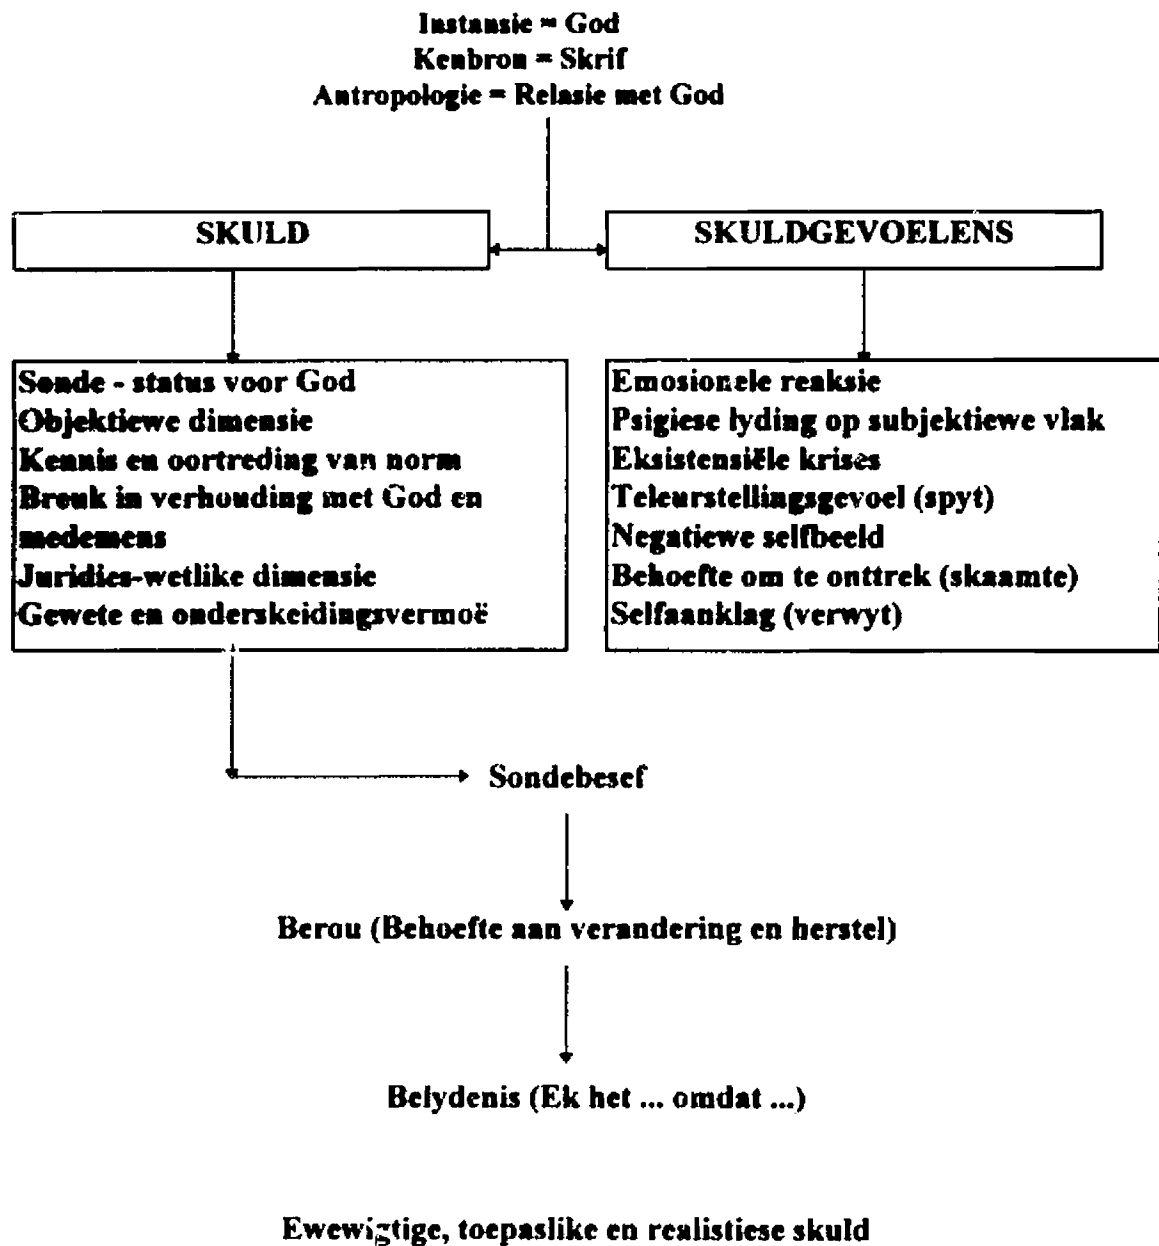 Instansie = God
Kenbron = Skrif
Antropologie = Relasie met God
SKULD
SKULDGEVOELENS
Sonde - status voor God
Objektiewe dimensie
Kennis en oortreding van norm
Breuk in verhouding met God en
medemens
Juridies-wetlike dimensie
Gewete en onderskeidingsvermoë
Emosionele reaksie
Psigiese lyding op subjektiewe vlak
Eksistensiële krises
Teleurstellingsgevoel (spyt)
Negatiewe selfbeeld
Behoefte om te onttrek (skaamte)
Selfaanklag (verwyt)
Sondebesef
Berou (Behoefte aan verandering en herstel)
Belydenis (Ek het ... omdat ...)
Ewewigtige, toepaslike en realistiese skuld